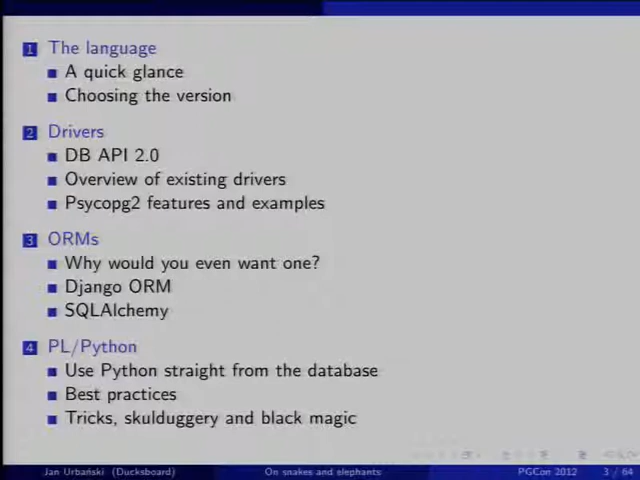 1 The language
A quick glance
Choosing the version
2 Drivers
DB API 2.0
Overview of existing drivers
Psycopg2 features and examples
3 ORMs
Why would you even want one?
Django ORM
SQLAlchemy
4 PL/Python
Use Python straight from the database
Best practices
Tricks, skulduggery and black magic
Jan Urbański (Ducksboard) On snakes and elephants PGCon 2012 3 / 64